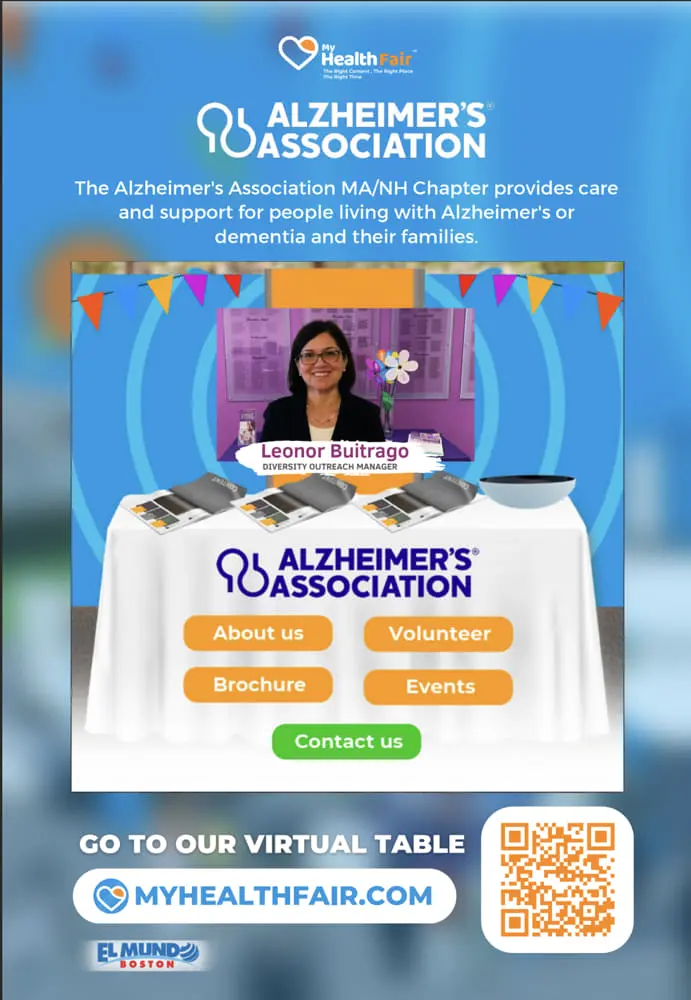 My
HealthFair™
The Right Content, The Right Place
The Right Time
ALZHEIMER'S®
ASSOCIATION
The Alzheimer's Association MA/NH Chapter provides care
and support for people living with Alzheimer's or
dementia and their families.
Leonor Buitrago
DIVERSITY OUTREACH MANAGER
ALZHEIMER'S®
ASSOCIATION
About us
Volunteer
Brochure
Events
Contact us
GO TO OUR VIRTUAL TABLE
MYHEALTHFAIR.COM
EL MUNDO
BOSTON